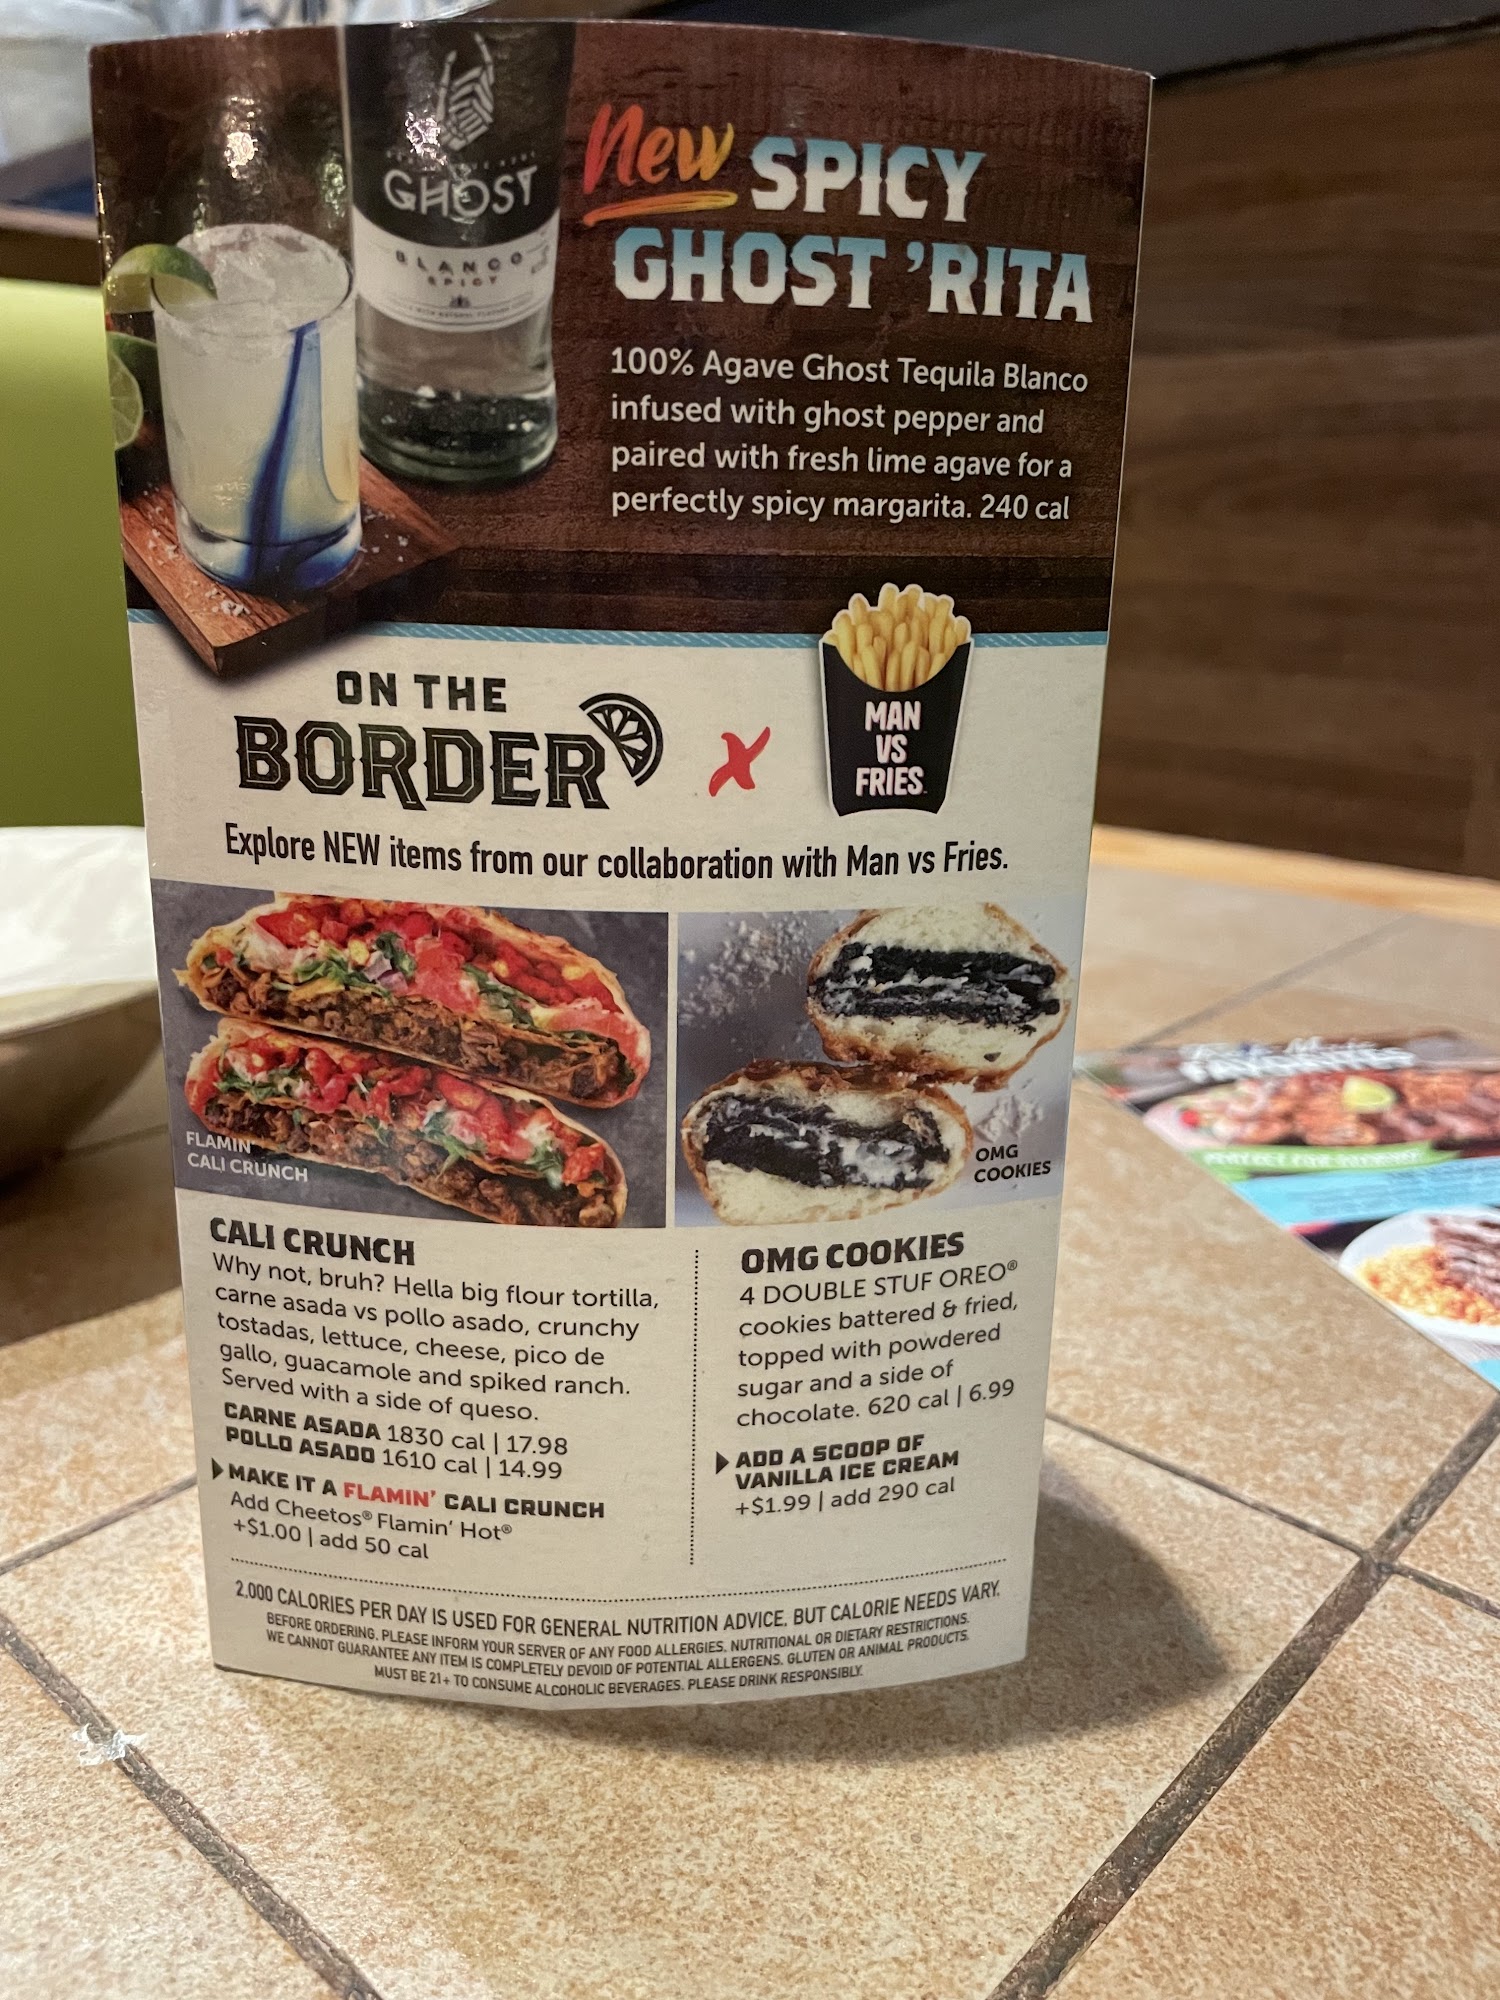 New SPICY
GHOST 'RITA
100% Agave Ghost Tequila Blanco
infused with ghost pepper and
paired with fresh lime agave for a
perfectly spicy margarita. 240 cal
GHOST
BLANCO
SPICY
ON THE
BORDER
X
MAN
VS
FRIES
Explore NEW items from our collaboration with Man vs Fries.
FLAMIN'
CALI CRUNCH
OMG
COOKIES
CALI CRUNCH
Why not, bruh? Hella big flour tortilla,
carne asada vs pollo asado, crunchy
tostadas, lettuce, cheese, pico de
gallo, guacamole and spiked ranch.
Served with a side of queso.
CARNE ASADA 1830 cal | 17.98
POLLO ASADO 1610 cal | 14.99
MAKE IT A FLAMIN' CALI CRUNCH
Add Cheetos® Flamin' Hot®
+$1.00 | add 50 cal
OMG COOKIES
4 DOUBLE STUF OREO®
cookies battered & fried,
topped with powdered
sugar and a side of
chocolate. 620 cal | 6.99
ADD A SCOOP OF
VANILLA ICE CREAM
+$1.99 | add 290 cal
2,000 CALORIES PER DAY IS USED FOR GENERAL NUTRITION ADVICE, BUT CALORIE NEEDS VARY.
BEFORE ORDERING, PLEASE INFORM YOUR SERVER OF ANY FOOD ALLERGIES, NUTRITIONAL OR DIETARY RESTRICTIONS.
WE CANNOT GUARANTEE ANY ITEM IS COMPLETELY DEVOID OF POTENTIAL ALLERGENS, GLUTEN OR ANIMAL PRODUCTS.
MUST BE 21+ TO CONSUME ALCOHOLIC BEVERAGES. PLEASE DRINK RESPONSIBLY.
FAVORITES